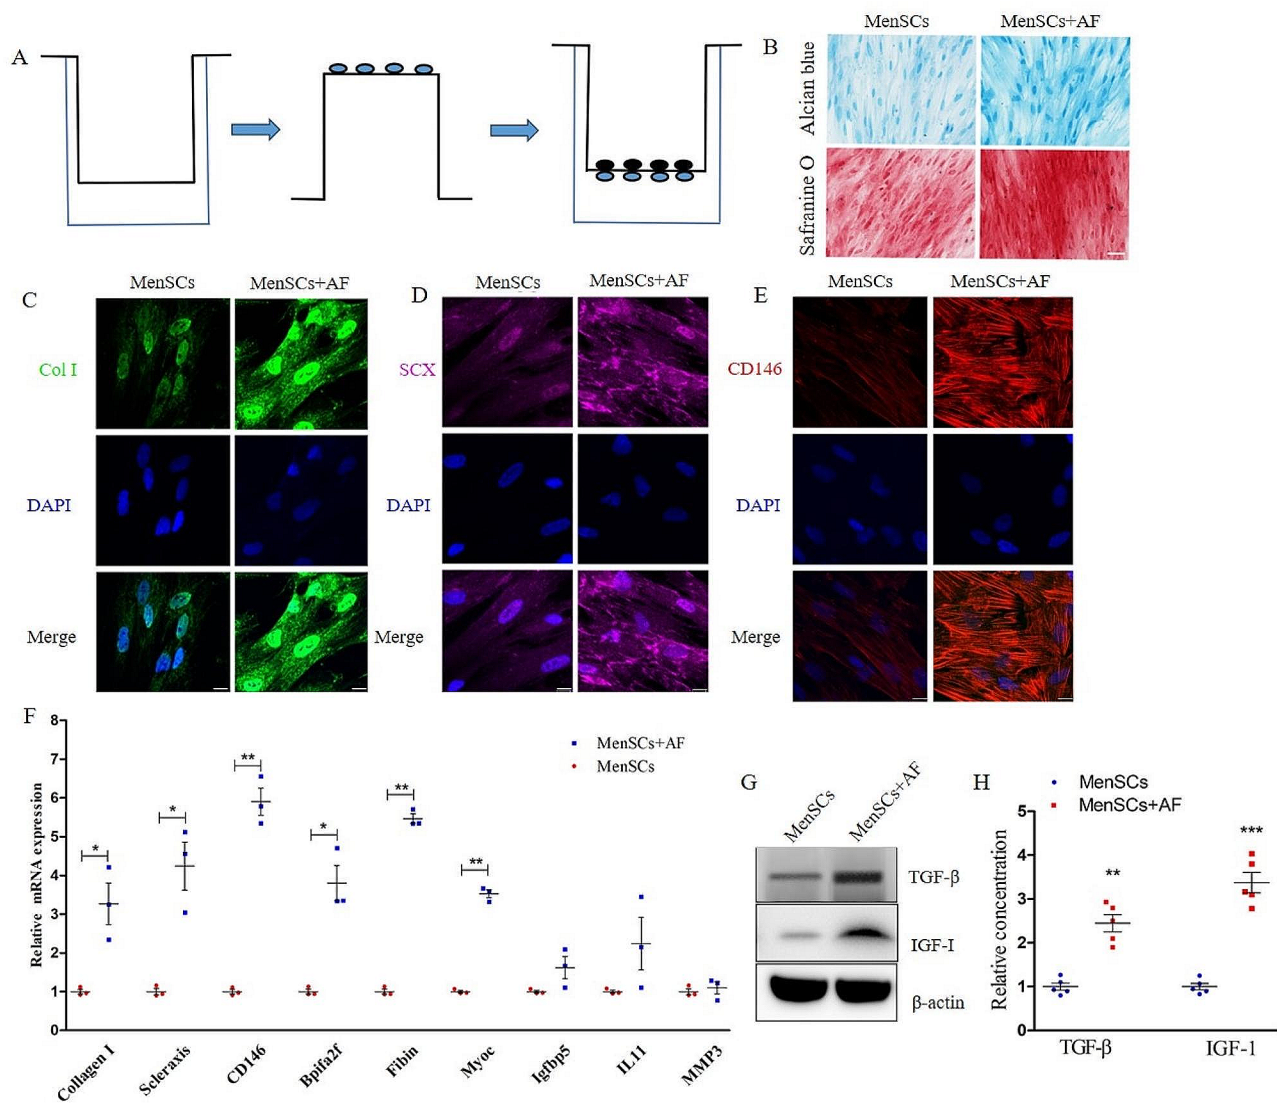 A
B
MenSCs
MenSCs+AF
Alcian blue
Safranine O
C
MenSCs
MenSCs+AF
Col I
DAPI
Merge
D
MenSCs
MenSCs+AF
SCX
DAPI
Merge
E
MenSCs
MenSCs+AF
CD146
DAPI
Merge
F
Relative mRNA expression
8
7
6
5
4
3
2
1
0
MenSCs+AF
MenSCs
*
*
**
*
**
**
Collagen I
Scleraxis
CD146
Bpifa2f
Fibin
Myoc
Igfbp5
IL11
MMP3
G
MenSCs
MenSCs+AF
TGF-β
IGF-I
β-actin
H
MenSCs
MenSCs+AF
Relative concentration
5
4
3
2
1
0
**
***
TGF-β
IGF-1